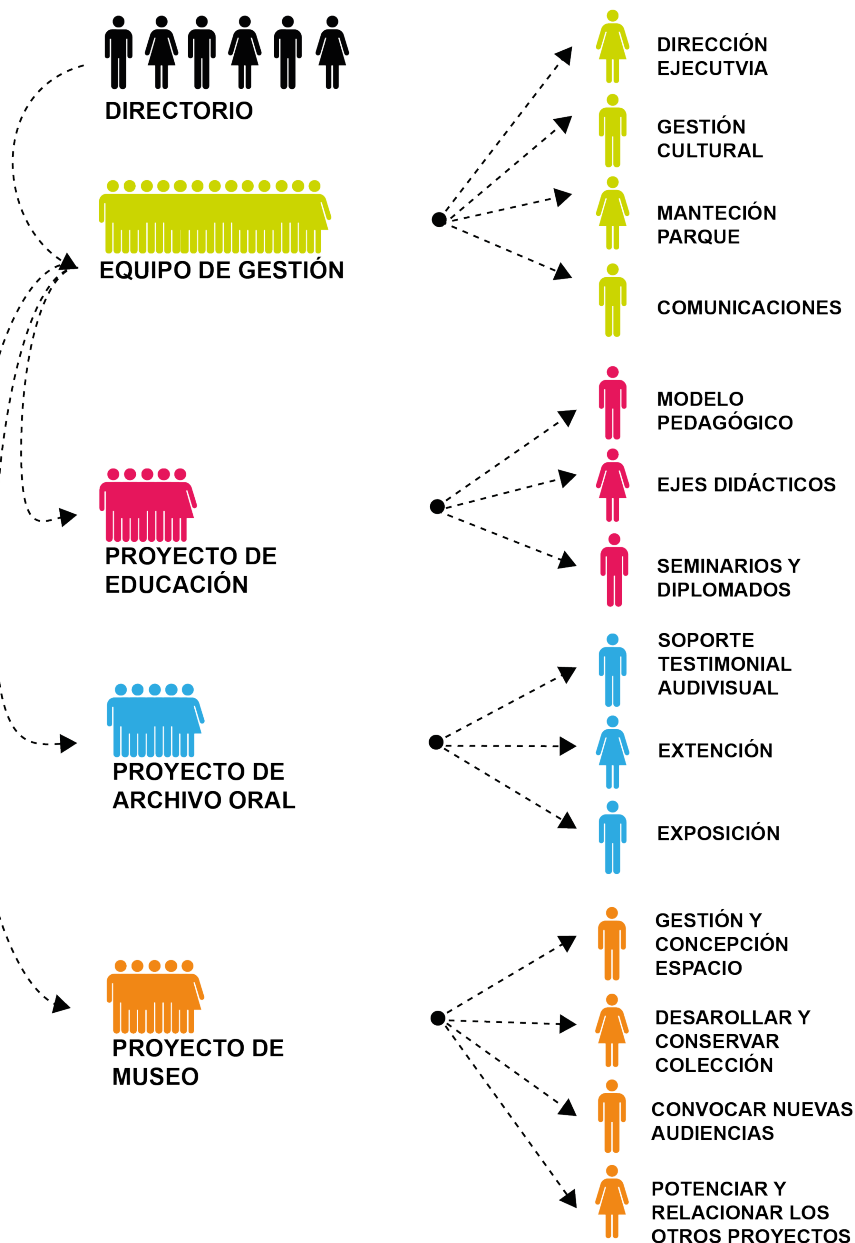 DIRECTORIO
EQUIPO DE GESTIÓN
DIRECCIÓN
EJECUTVIA
GESTIÓN
CULTURAL
MANTECIÓN
PARQUE
COMUNICACIONES
PROYECTO DE
EDUCACIÓN
MODELO
PEDAGÓGICO
EJES DIDÁCTICOS
SEMINARIOS Y
DIPLOMADOS
PROYECTO DE
ARCHIVO ORAL
SOPORTE
TESTIMONIAL
AUDIVISUAL
EXTENCIÓN
EXPOSICIÓN
PROYECTO DE
MUSEO
GESTIÓN Y
CONCEPCIÓN
ESPACIO
DESAROLLAR Y
CONSERVAR
COLECCIÓN
CONVOCAR NUEVAS
AUDIENCIAS
POTENCIAR Y
RELACIONAR LOS
OTROS PROYECTOS